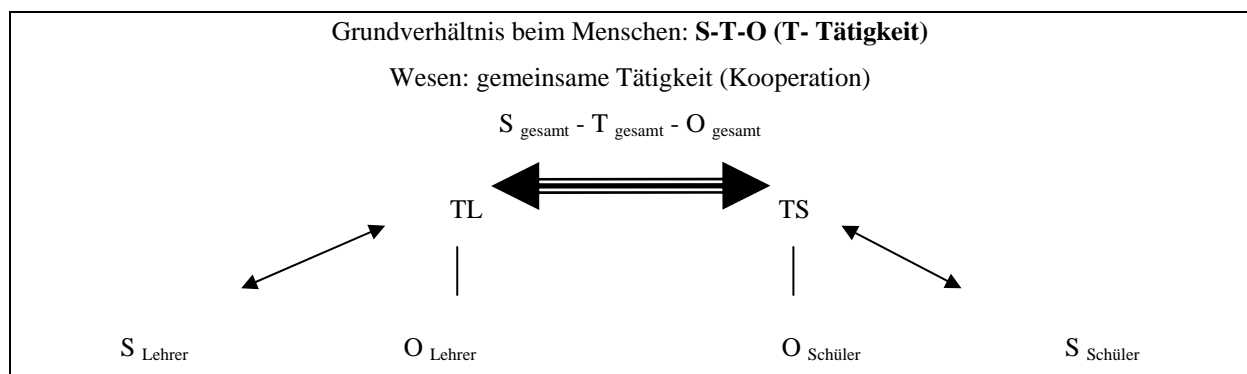 Grundverhältnis beim Menschen: S-T-O (T- Tätigkeit)
Wesen: gemeinsame Tätigkeit (Kooperation)
S gesamt - T gesamt - O gesamt
TL TS
S Lehrer O Lehrer O Schüler S Schüler